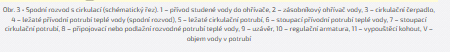 Obr. 3 • Spodní rozvod s cirkulací (schématický řez). 1 – přívod studené vody do ohřívače, 2 – zásobníkový ohřívač vody, 3 – cirkulační čerpadlo,
4 – ležaté přívodní potrubí teplé vody (spodní rozvod), 5 – ležaté cirkulační potrubí, 6 – stoupací přívodní potrubí teplé vody, 7 – stoupací
cirkulační potrubí, 8 – připojovací nebo podlažní rozvodné potrubí teplé vody, 9 – uzávěr, 10 – regulační armatura, 11 – vypouštěcí kohout, V –
objem vody v potrubí